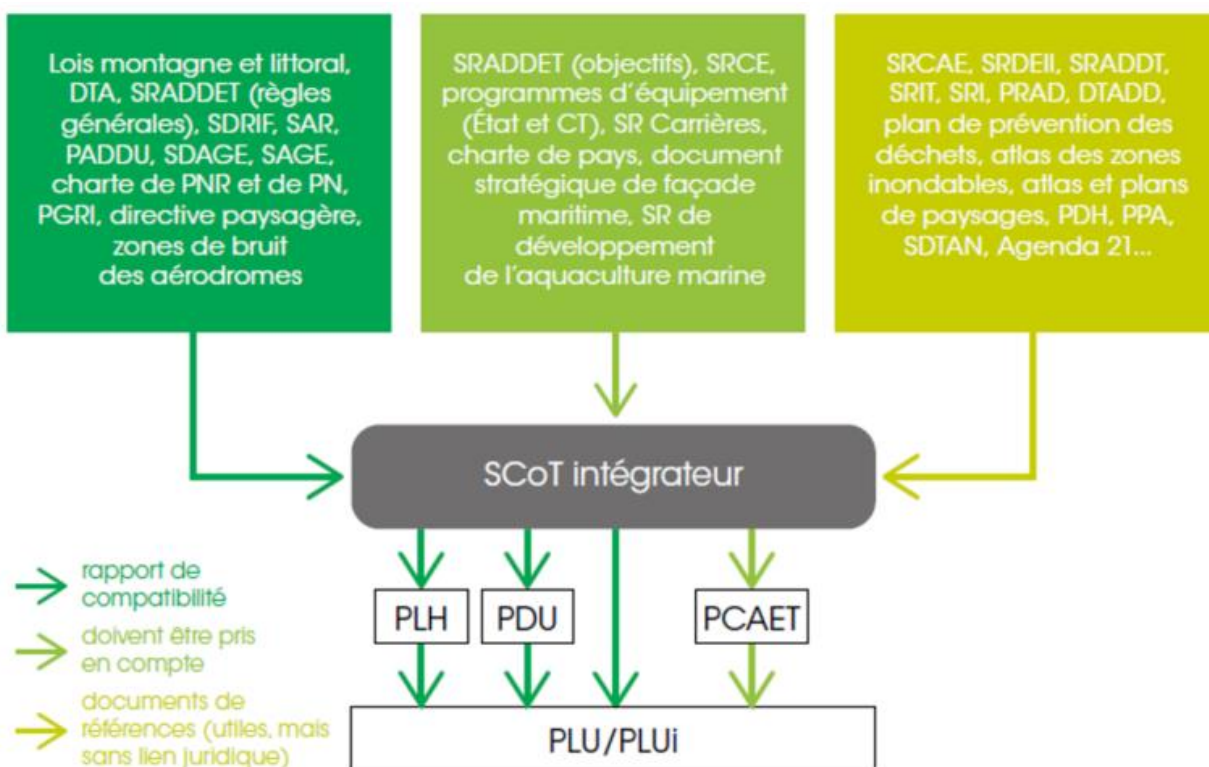 Lois montagne et littoral,
DTA, SRADDET (règles
générales), SDRIF, SAR,
PADDU, SDAGE, SAGE,
charte de PNR et de PN,
PGRI, directive paysagère,
zones de bruit
des aérodromes
SRADDET (objectifs), SRCE,
programmes d'équipement
(État et CT), SR Carrières,
charte de pays, document
stratégique de façade
maritime, SR de
développement
de l'aquaculture marine
SRCAE, SRDEII, SRADDT,
SRIT, SRI, PRAD, DTADD,
plan de prévention des
déchets, atlas des zones
inondables, atlas et plans
de paysages, PDH, PPA,
SDTAN, Agenda 21...
SCoT intégrateur
rapport de
compatibilité
doivent être pris
en compte
documents de
références (utiles, mais
sans lien juridique)
PLH
PDU
PCAET
PLU/PLUi